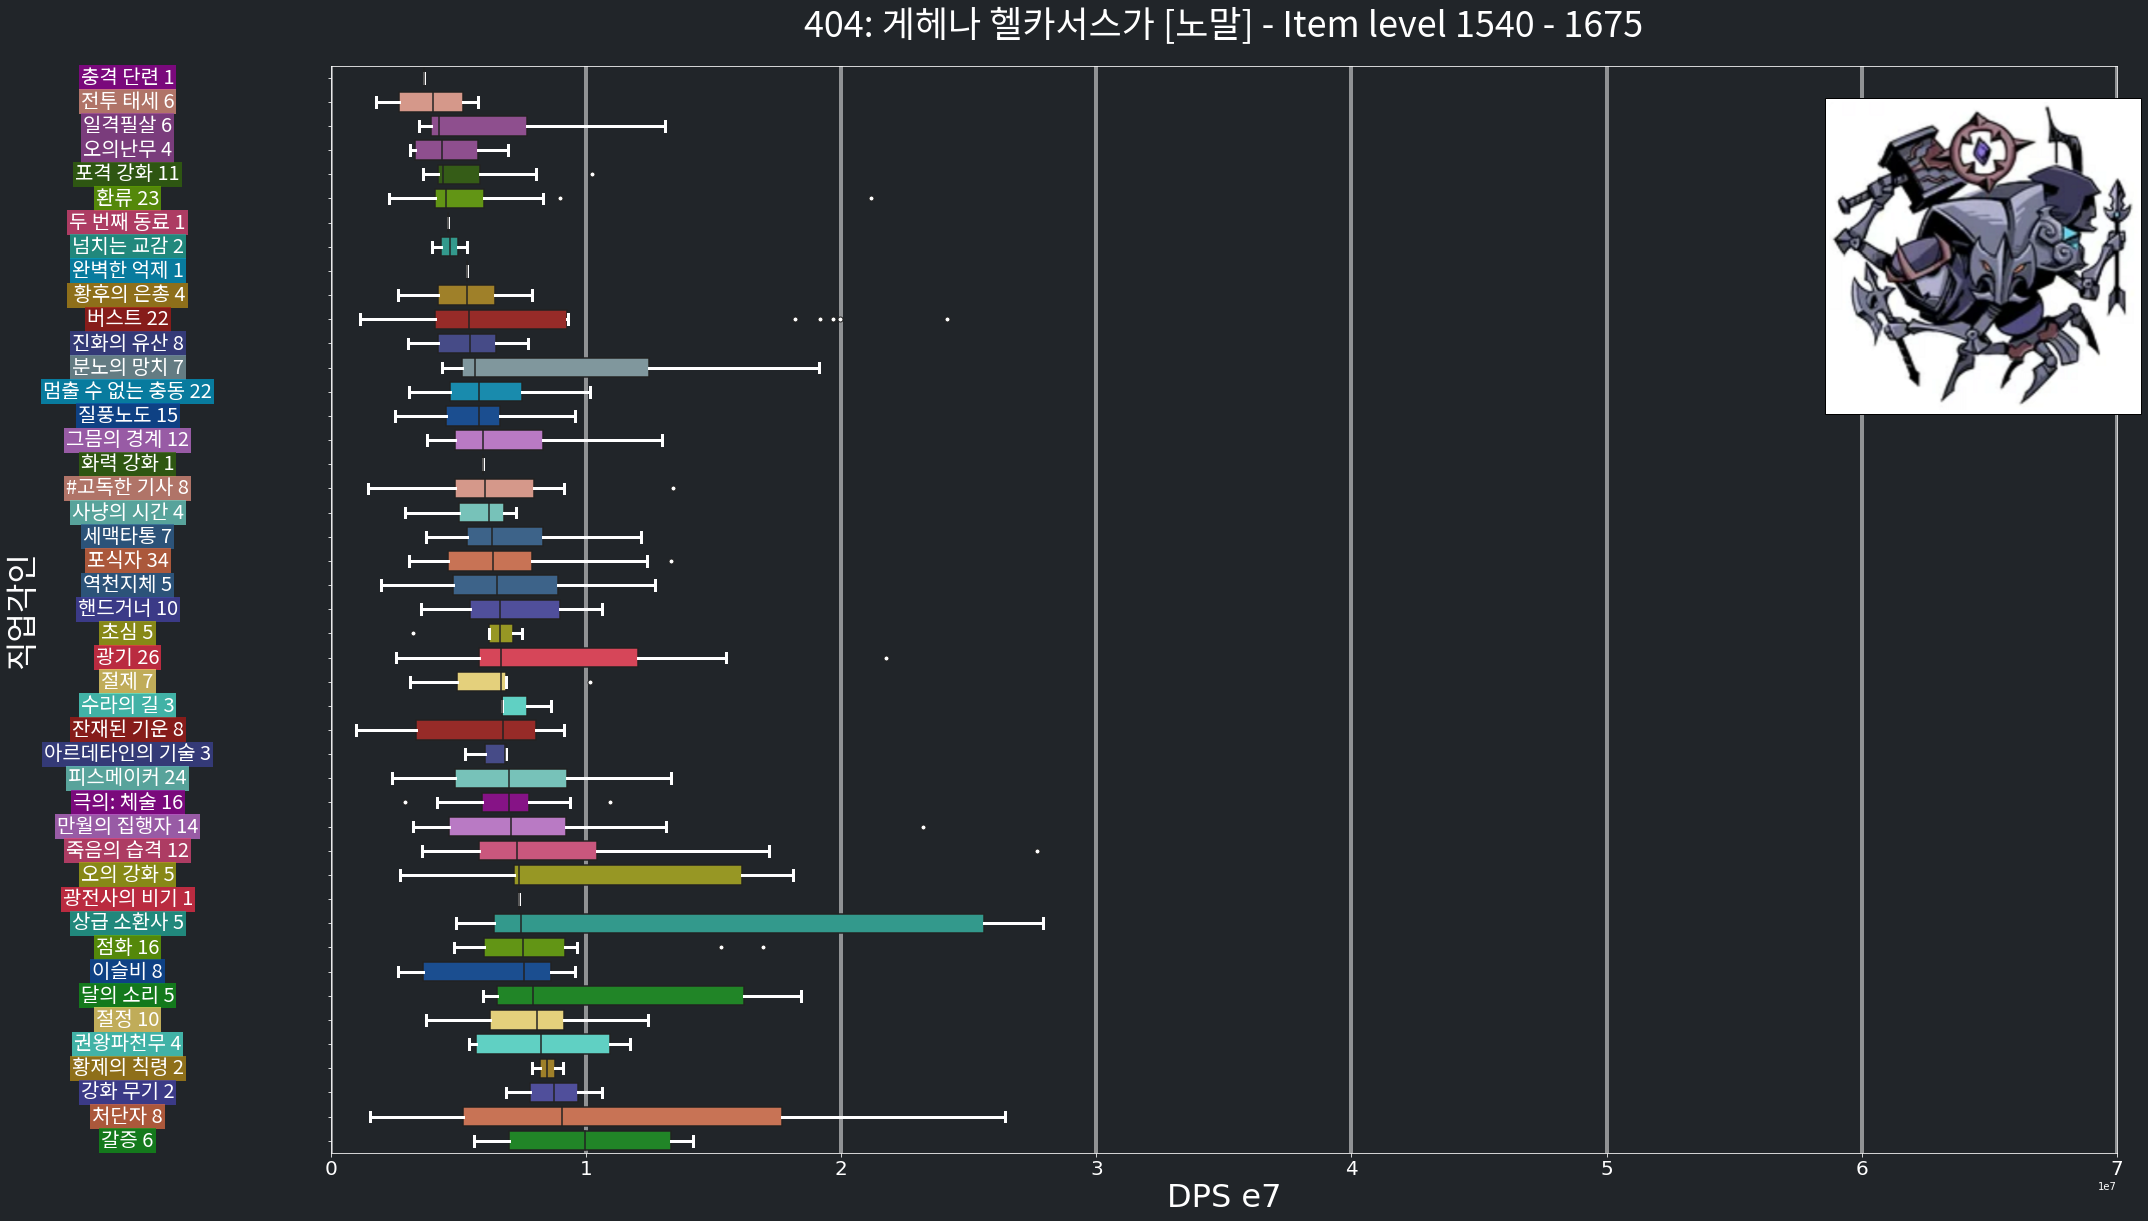 404: 게헤나 헬카서스가 [노말] - Item level 1540 - 1675
충격 단련 1
전투 태세 6
일격필살 6
오의난무 4
포격 강화 11
환류 23
두 번째 동료 1
넘치는 교감 2
완벽한 억제 1
황후의 은총 4
버스트 22
진화의 유산 8
분노의 망치 7
멈출 수 없는 충동 22
질풍노도 15
그믐의 경계 12
화력 강화 1
#고독한 기사 8
사냥의 시간 4
세맥타통 7
포식자 34
역천지체 5
핸드거너 10
초심 5
광기 26
절제 7
수라의 길 3
잔재된 기운 8
아르데타인의 기술 3
피스메이커 24
극의: 체술 16
만월의 집행자 14
죽음의 습격 12
오의 강화 5
광전사의 비기 1
상급 소환사 5
점화 16
이슬비 8
달의 소리 5
절정 10
권왕파천무 4
황제의 칙령 2
강화 무기 2
처단자 8
갈증 6
직업각인
0 1 2 3 4 5 6 7
1e7
DPS e7